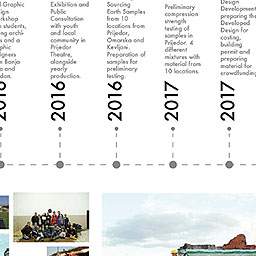 Graphic
students,
archi-
s and a
phic
igners
Banja
a and
don.
2016
Exhibition and
Public
Consultation
with youth
and local
community in
Prijedor
Theatre,
alongside
yearly
production.
2016
Sourcing
Earth Samples
from 10
locations from
Prijedor,
Omarska and
Kevljani.
Preparation of
samples for
preliminary
testing.
2016
Preliminary
compression
strength
testing of
samples in
Prijedor. 4
different
mixtures with
material from
10 locations.
2017
Design
Development
preparing the
Developed
Design for
costing,
building
permit and
preparing
material for
crowdfunding
2017